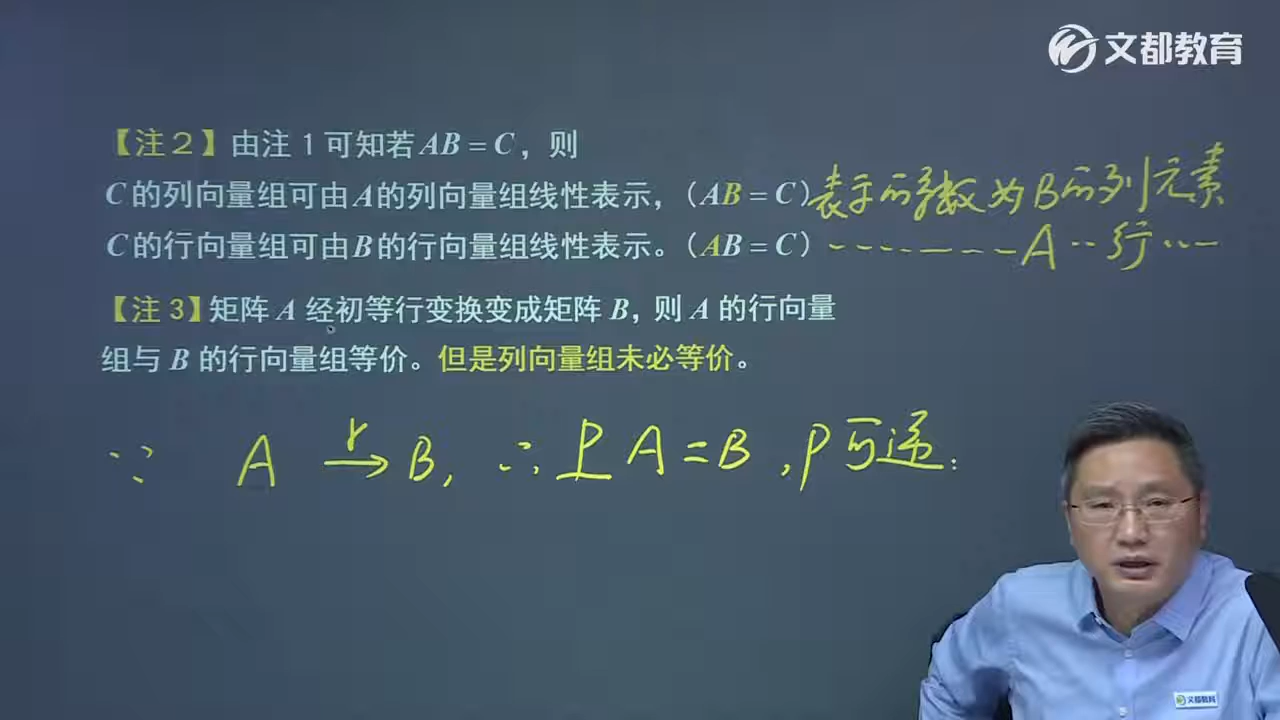 文都教育
【注2】由注1可知若AB = C，则
C的列向量组可由A的列向量组线性表示，（AB = C）表示的系数为B的列元素
C的行向量组可由B的行向量组线性表示。（AB = C）-------A‥行‥--
【注3】矩阵A经初等行变换变成矩阵B，则A的行向量
组与B的行向量组等价。但是列向量组未必等价。
∵ A →r B, ∴ PA = B, P可逆.
文都教育